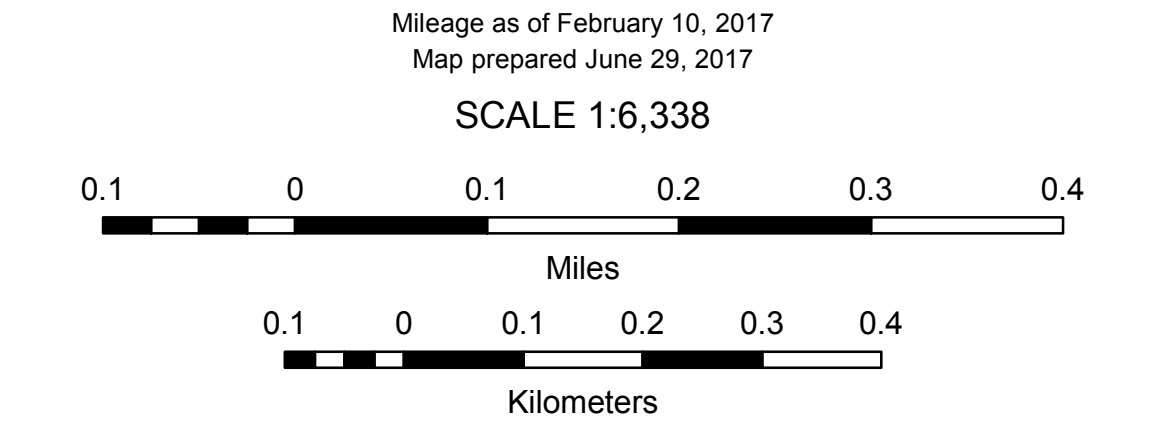 Mileage as of February 10, 2017
Map prepared June 29, 2017
SCALE 1:6,338
0.1 0 0.1 0.2 0.3 0.4
Miles
0.1 0 0.1 0.2 0.3 0.4
Kilometers